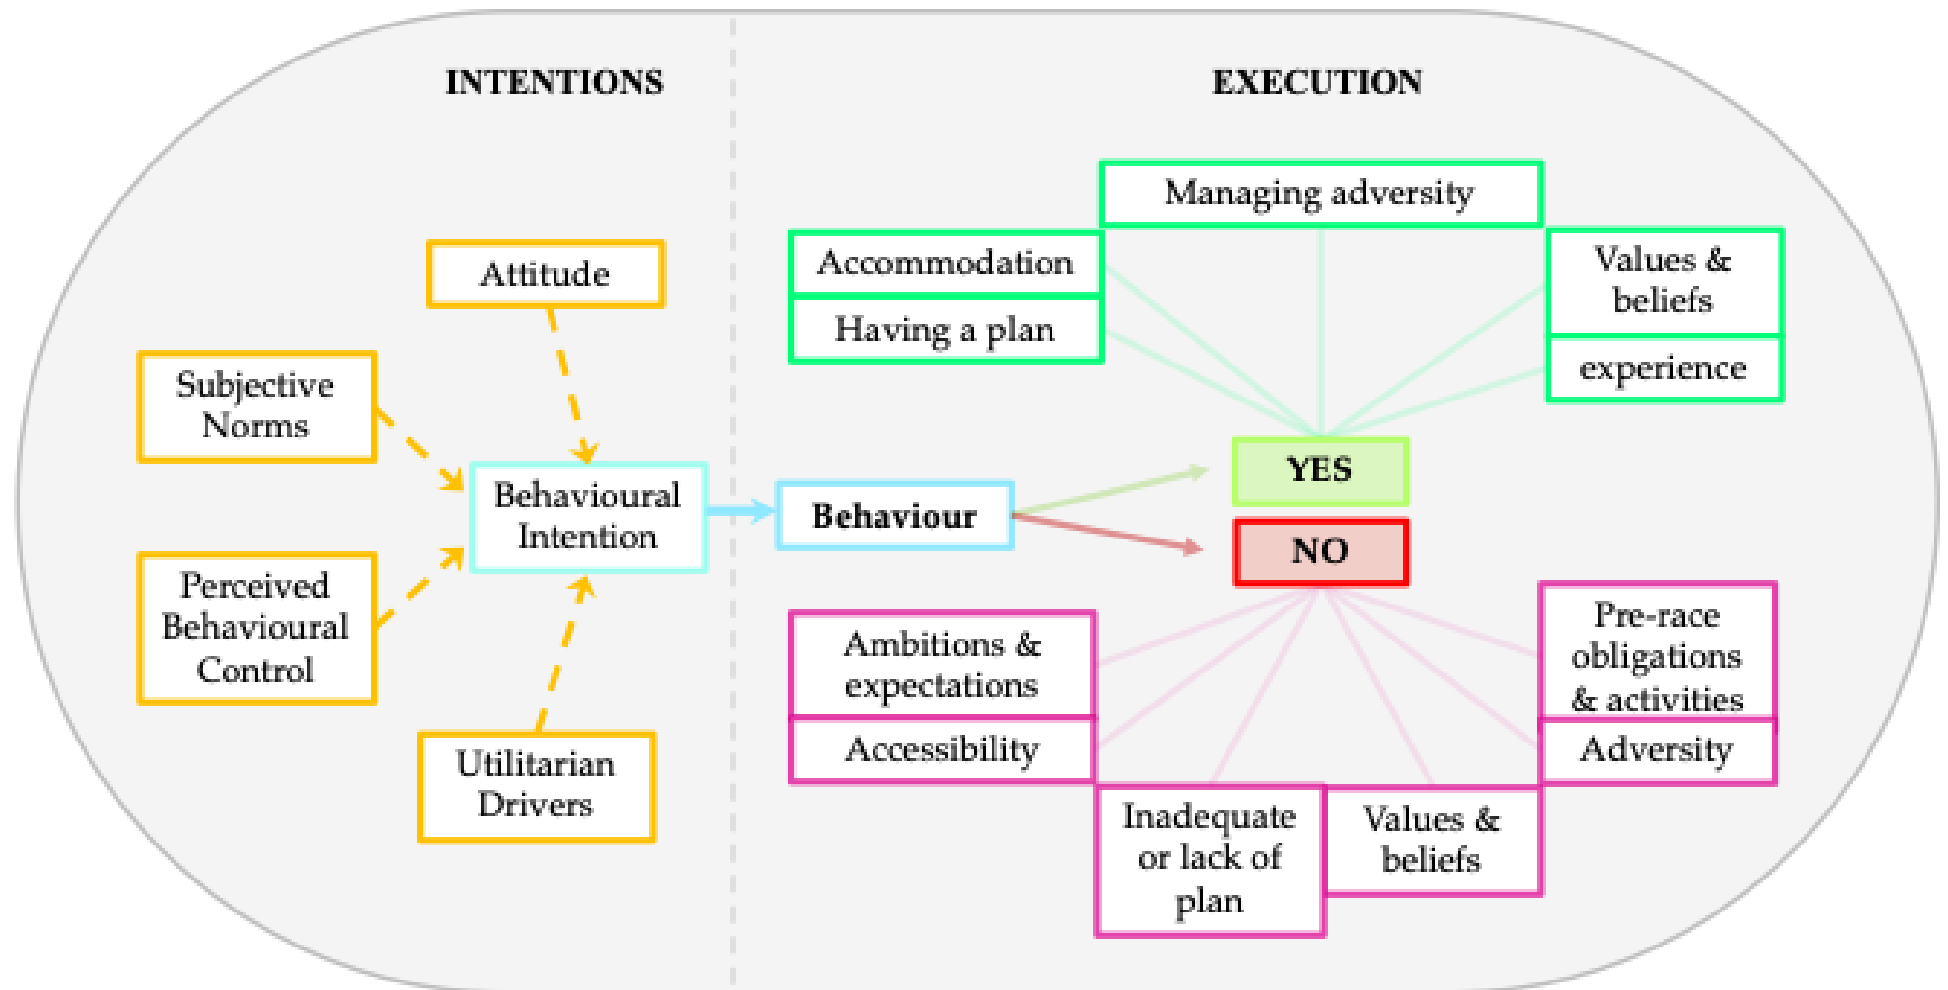 INTENTIONS
EXECUTION
Attitude
Subjective
Norms
Perceived
Behavioural
Control
Utilitarian
Drivers
Behavioural
Intention
Behaviour
Managing adversity
Accommodation
Having a plan
Values &
beliefs
experience
YES
NO
Ambitions &
expectations
Accessibility
Inadequate
or lack of
plan
Values &
beliefs
Pre-race
obligations
& activities
Adversity